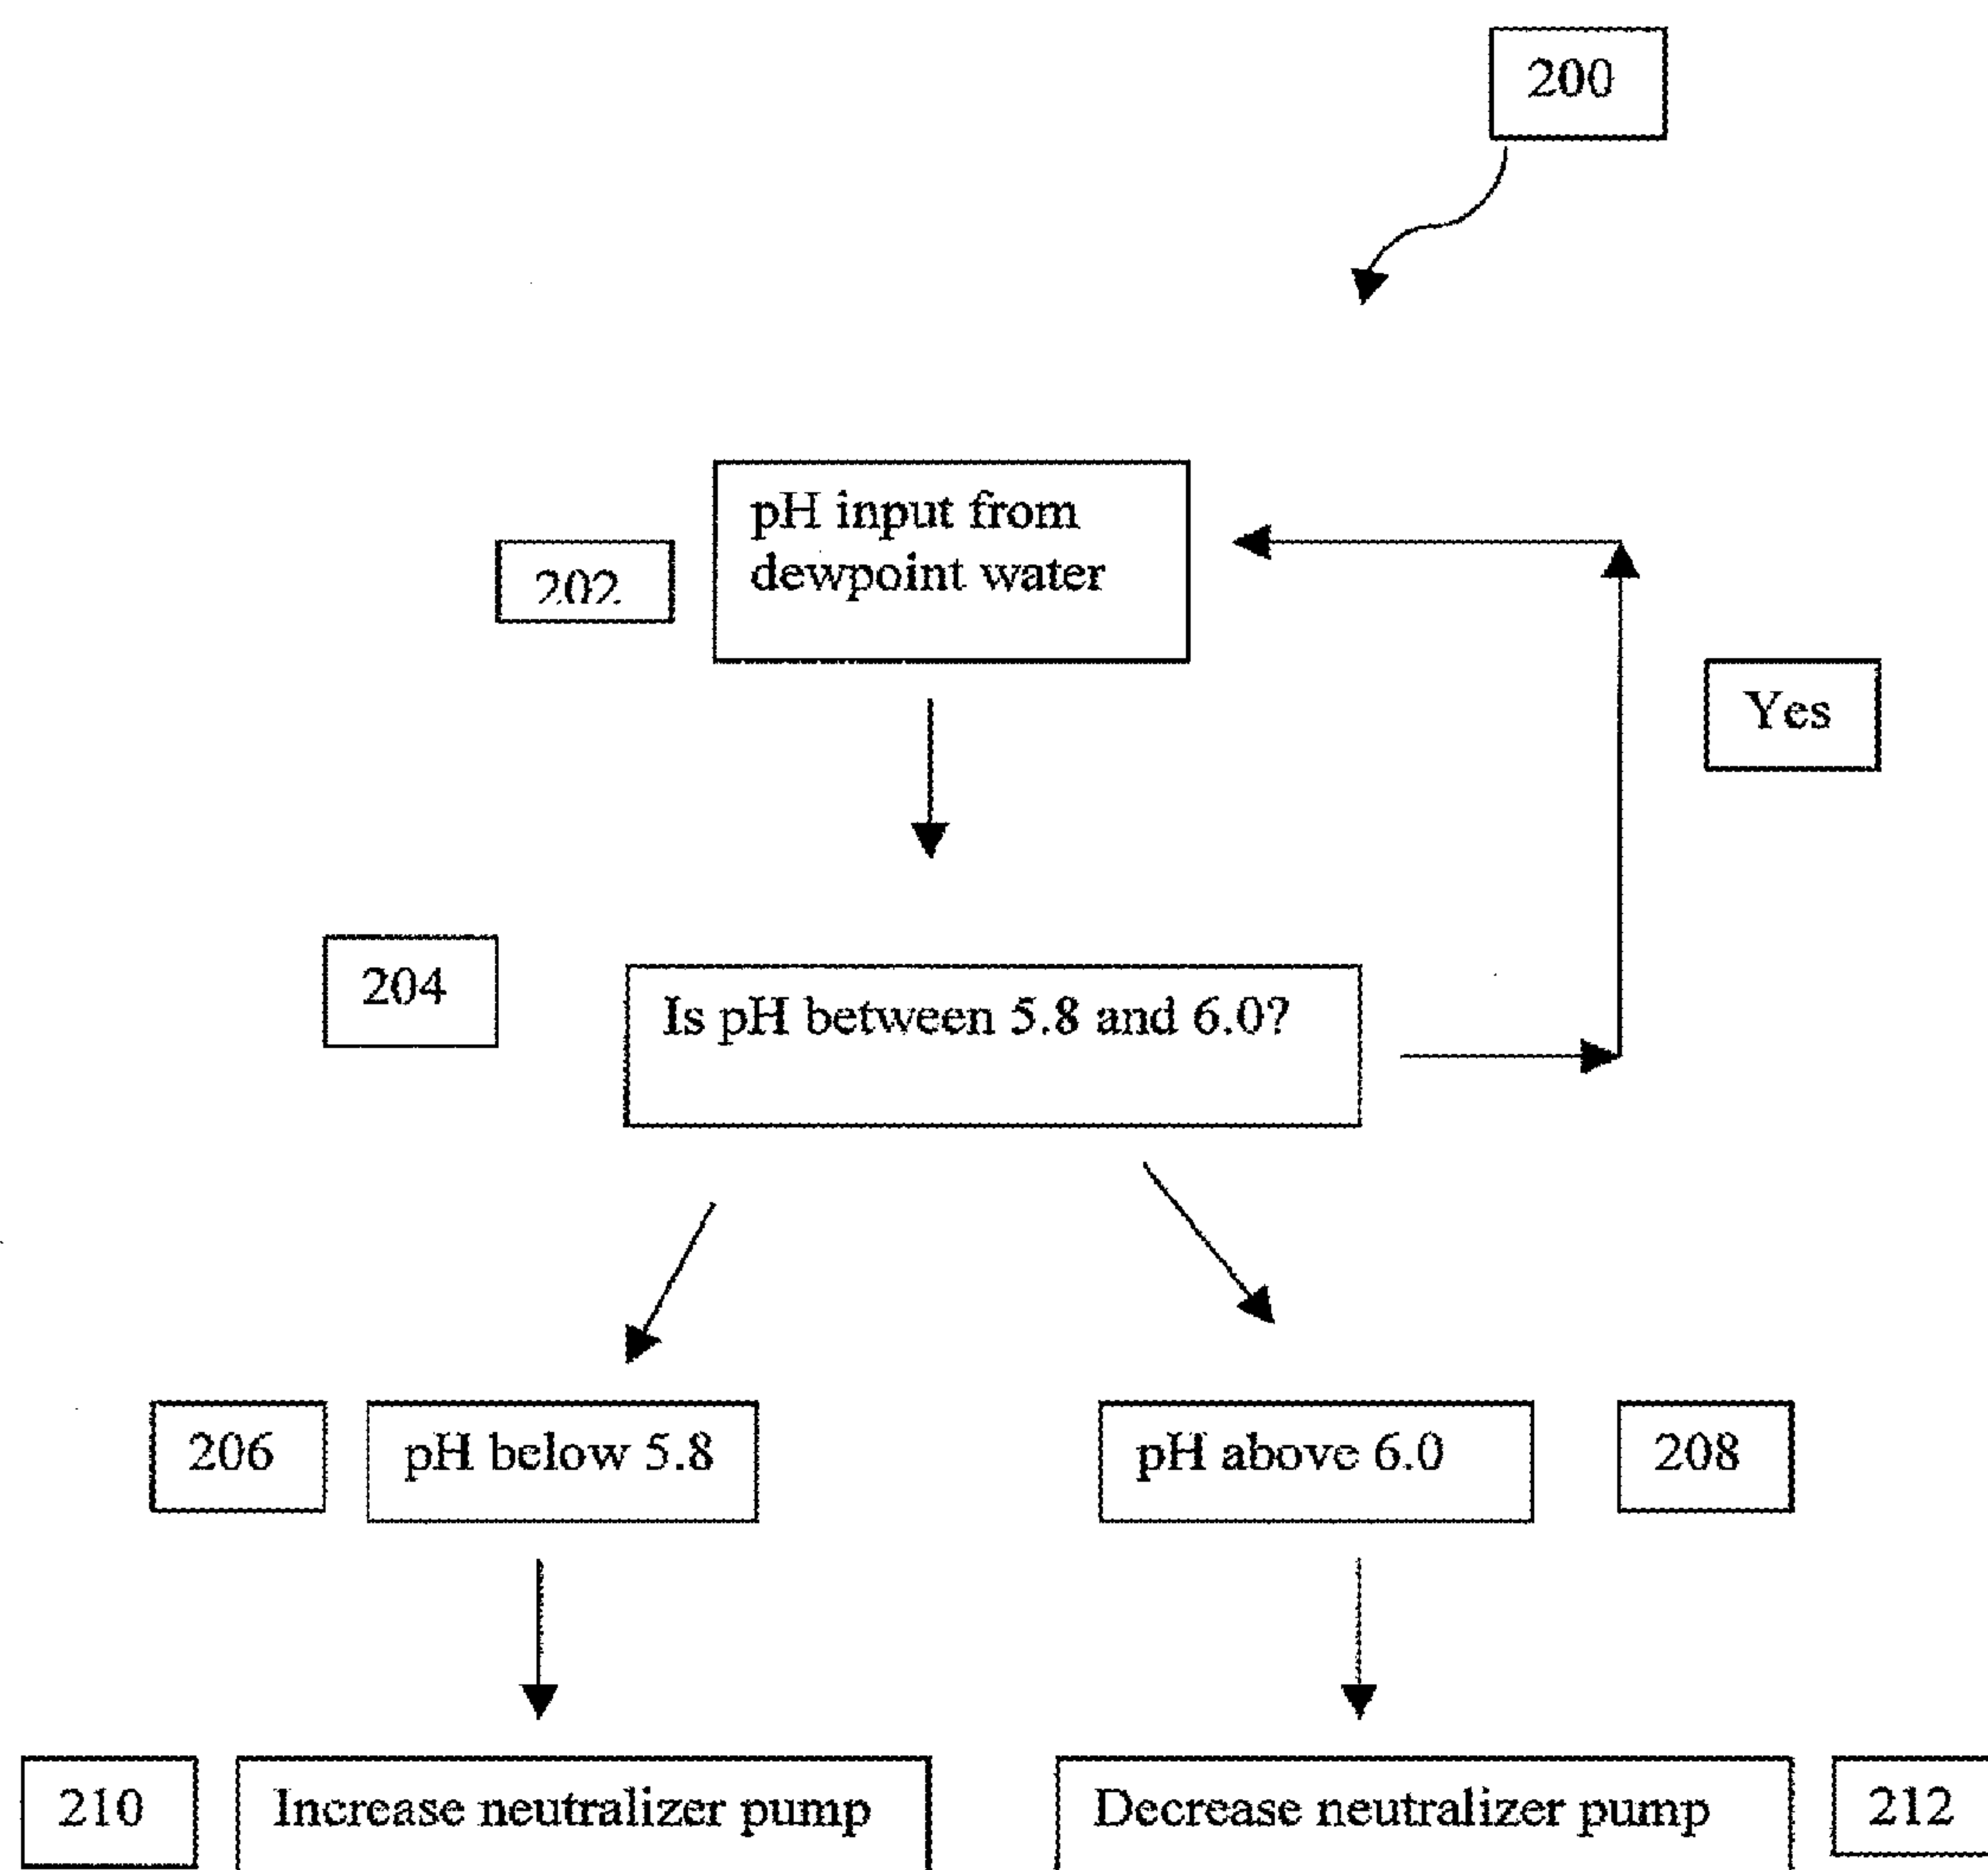 200
pH input from
dewpoint water
202
Yes
204
Is pH between 5.8 and 6.0?
206
pH below 5.8
pH above 6.0
208
210
Increase neutralizer pump
Decrease neutralizer pump
212